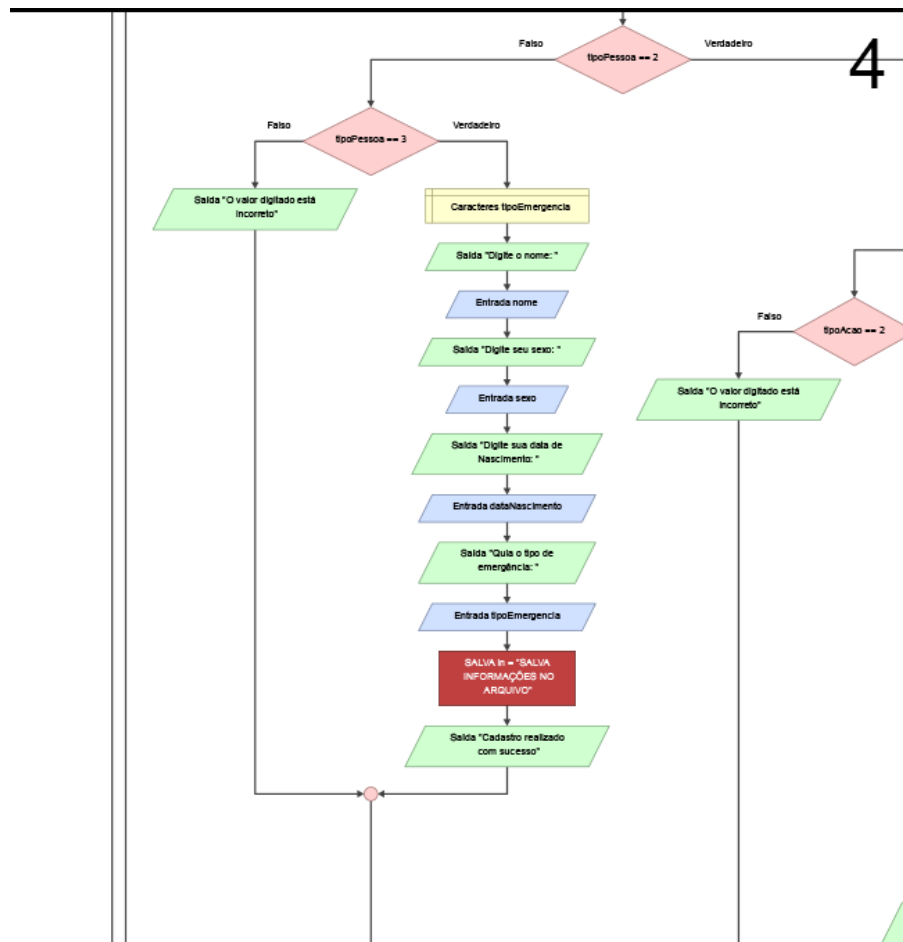 Falso
Verdadeiro
tipoPessoa == 2
4
Falso
Verdadeiro
tipoPessoa == 3
Saída "O valor digitado está
incorreto"
Caracteres tipoEmergencia
Saída "Digite o nome: "
Entrada nome
Saída "Digite seu sexo: "
Entrada sexo
Saída "Digite sua data de
Nascimento: "
Entrada dataNascimento
Saída "Quia o tipo de
emergência: "
Entrada tipoEmergencia
SALVA in = "SALVA
INFORMAÇÕES NO
ARQUIVO"
Saída "Cadastro realizado
com sucesso"
Falso
tipoAcao == 2
Saída "O valor digitado está
incorreto"